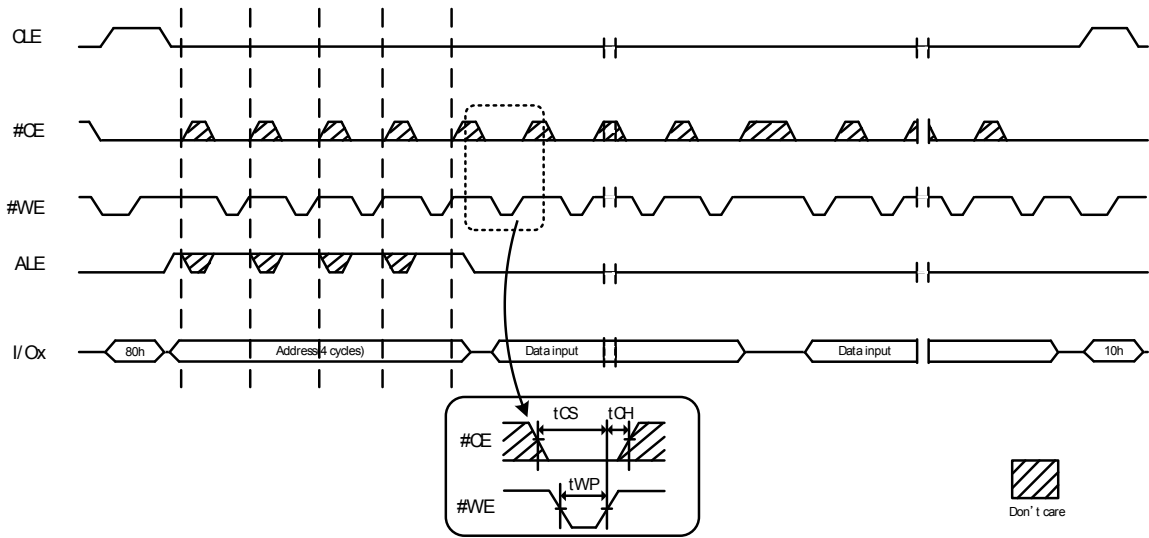 CLE
#CE
#WE
ALE
I/Ox
80h
Address(4 cycles)
Data input
Data input
10h
tCS
tCH
#CE
tWP
#WE
Don't care